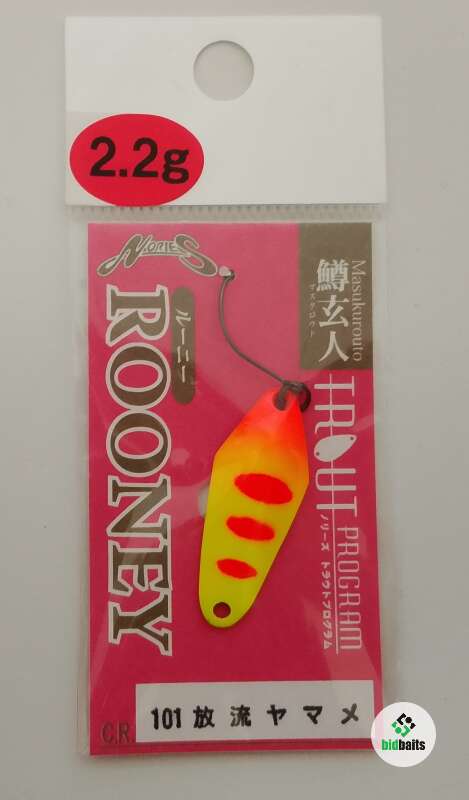 2.2g
NORIES
ルーニー
ROONEY
鱒玄人
マスクロウト
Masukurouto
TROUT PROGRAM
ノリーズ トラウトプログラム
C.R.
101 放流ヤマメ
bidbaits